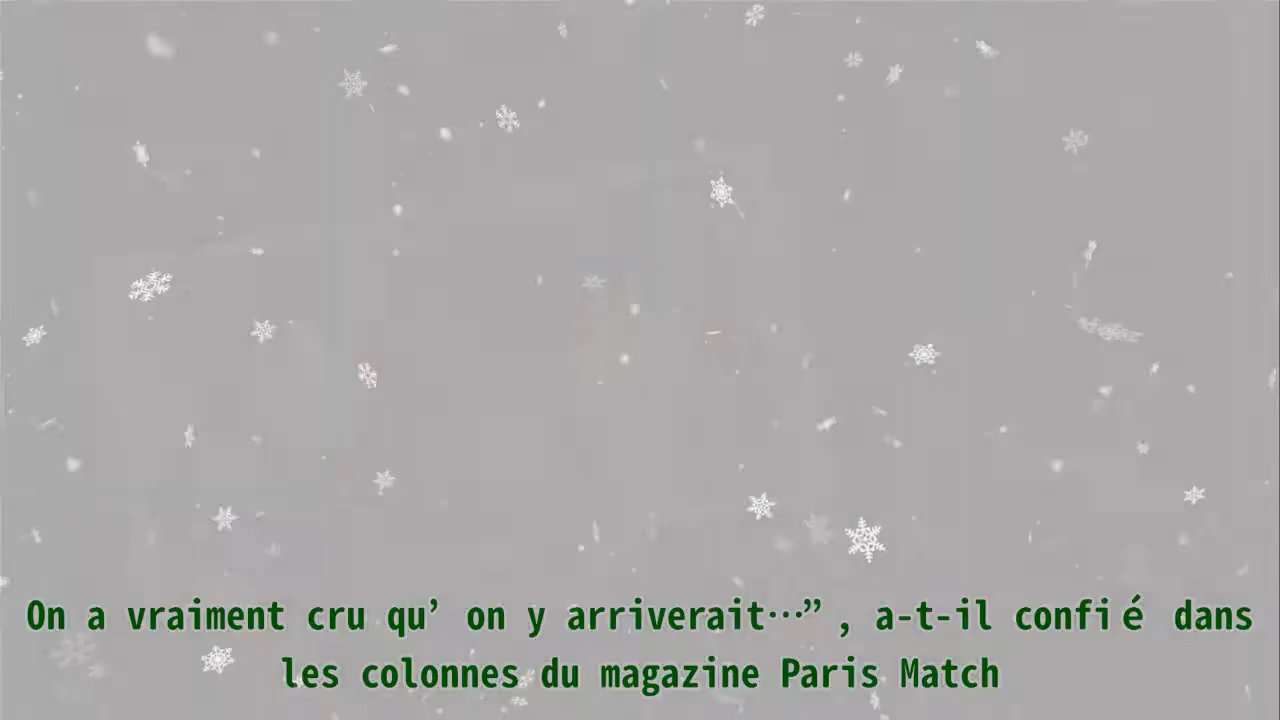 On a vraiment cru qu’ on y arriverait…” , a-t-il confié dans
les colonnes du magazine Paris Match